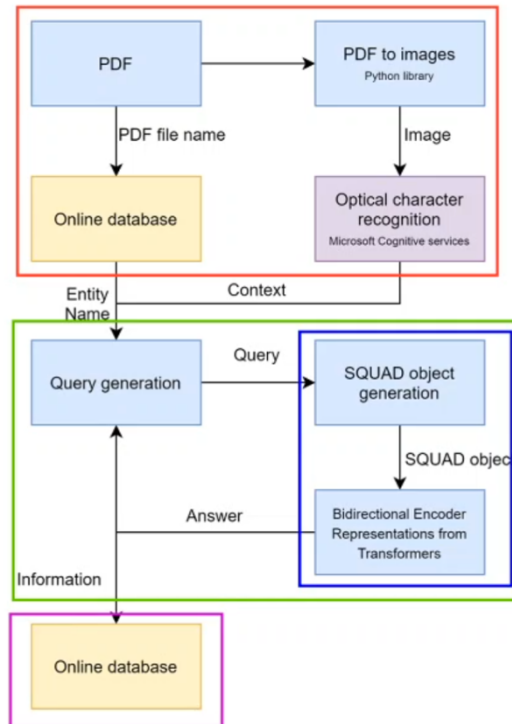 PDF
PDF to images
Python library
PDF file name
Image
Online database
Optical character
recognition
Microsoft Cognitive services
Entity
Name
Context
Query generation
Query
SQUAD object
generation
SQUAD objec
Answer
Bidirectional Encoder
Representations from
Transformers
Information
Online database